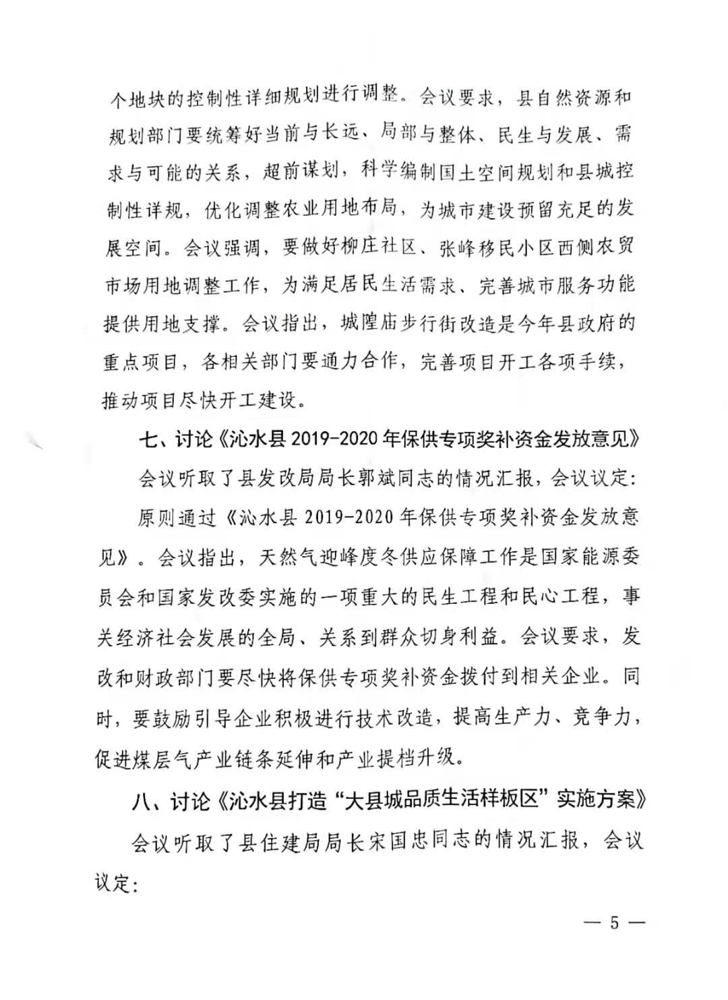 个地块的控制性详细规划进行调整。会议要求，县自然资源和
规划部门要统筹好当前与长远、局部与整体、民生与发展、需
求与可能的关系，超前谋划，科学编制国土空间规划和县城控
制性详规，优化调整农业用地布局，为城市建设预留充足的发
展空间。会议强调，要做好柳庄社区、张峰移民小区西侧农贸
市场用地调整工作，为满足居民生活需求、完善城市服务功能
提供用地支撑。会议指出，城隍庙步行街改造是今年县政府的
重点项目，各相关部门要通力合作，完善项目开工各项手续，
推动项目尽快开工建设。
七、讨论《沁水县2019-2020年保供专项奖补资金发放意见》
会议听取了县发改局局长郭斌同志的情况汇报，会议议定：
原则通过《沁水县2019-2020年保供专项奖补资金发放意
见》。会议指出，天然气迎峰度冬供应保障工作是国家能源委
员会和国家发改委实施的一项重大的民生工程和民心工程，事
关经济社会发展的全局、关系到群众切身利益。会议要求，发
改和财政部门要尽快将保供专项奖补资金拨付到相关企业。同
时，要鼓励引导企业积极进行技术改造，提高生产力、竞争力，
促进煤层气产业链条延伸和产业提档升级。
八、讨论《沁水县打造“大县城品质生活样板区”实施方案》
会议听取了县住建局局长宋国忠同志的情况汇报，会议
议定：
— 5 —